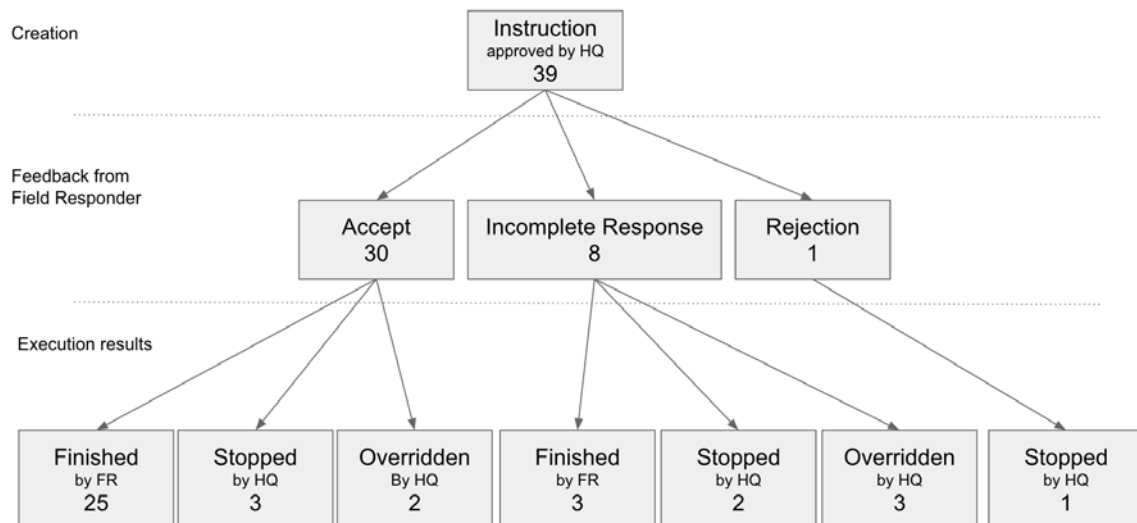 Creation
Instruction
approved by HQ
39
Feedback from
Field Responder
Accept
30
Incomplete Response
8
Rejection
1
Execution results
Finished
by FR
25
Stopped
by HQ
3
Overridden
By HQ
2
Finished
by FR
3
Stopped
by HQ
2
Overridden
by HQ
3
Stopped
by HQ
1